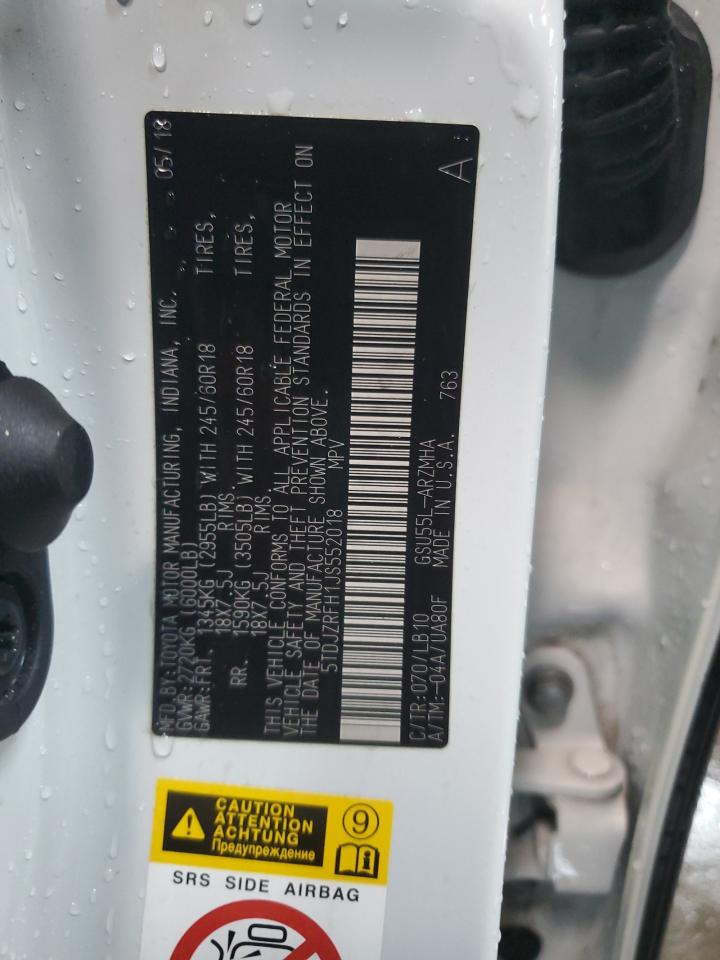 MFD.BY:TOYOTA MOTOR MANUFACTURING, INDIANA, INC. 05/18
GVWR:2720KG (6000LB)
GAWR:FRT. 1345KG (2955LB) WITH 245/60R18 TIRES,
18X7.5J RIMS.
RR. 1590KG (3505LB) WITH 245/60R18 TIRES,
18X7.5J RIMS.
THIS VEHICLE CONFORMS TO ALL APPLICABLE FEDERAL MOTOR
VEHICLE SAFETY AND THEFT PREVENTION STANDARDS IN EFFECT ON
THE DATE OF MANUFACTURE SHOWN ABOVE.
5TDJZRFH1JS552018 MPV
C/TR:070/LB10 GSU55L-ARZMHA
A/TM:-04A/UA80F MADE IN U.S.A. 763
A
CAUTION
ATTENTION
ACHTUNG
Предупреждение
9
SRS SIDE AIRBAG